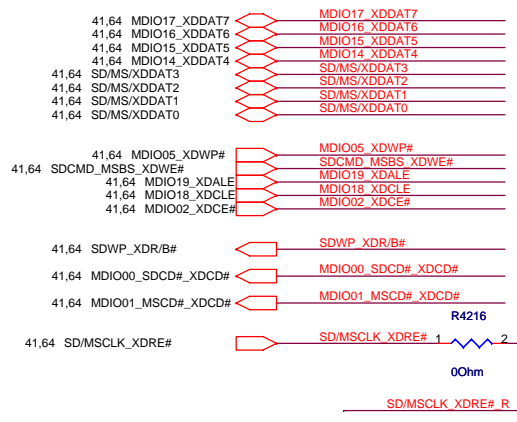 41,64 MDIO17_XDDAT7 MDIO17_XDDAT7
41,64 MDIO16_XDDAT6 MDIO16_XDDAT6
41,64 MDIO15_XDDAT5 MDIO15_XDDAT5
41,64 MDIO14_XDDAT4 MDIO14_XDDAT4
41,64 SD/MS/XDDAT3 SD/MS/XDDAT3
41,64 SD/MS/XDDAT2 SD/MS/XDDAT2
41,64 SD/MS/XDDAT1 SD/MS/XDDAT1
41,64 SD/MS/XDDAT0 SD/MS/XDDAT0
41,64 MDIO05_XDWP# MDIO05_XDWP#
41,64 SDCMD_MSBS_XDWE# SDCMD_MSBS_XDWE#
41,64 MDIO19_XDALE MDIO19_XDALE
41,64 MDIO18_XDCLE MDIO18_XDCLE
41,64 MDIO02_XDCE# MDIO02_XDCE#
41,64 SDWP_XDR/B# SDWP_XDR/B#
41,64 MDIO00_SDCD#_XDCD# MDIO00_SDCD#_XDCD#
41,64 MDIO01_MSCD#_XDCD# MDIO01_MSCD#_XDCD#
R4216
41,64 SD/MSCLK_XDRE# SD/MSCLK_XDRE# 1 2
0Ohm
SD/MSCLK_XDRE#_R